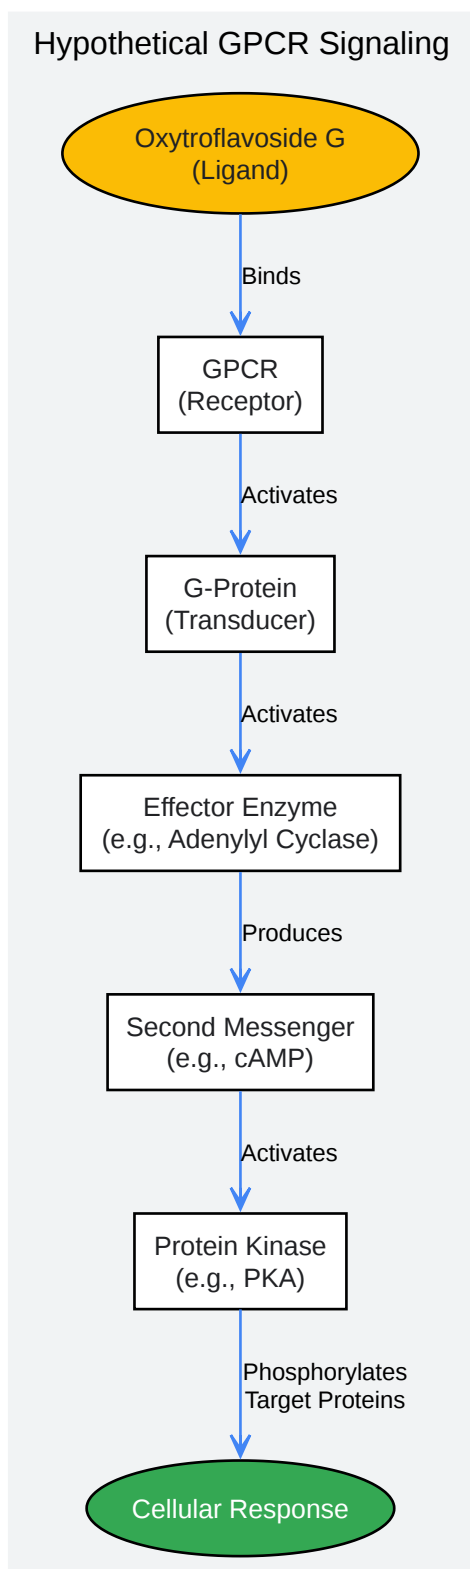 Hypothetical GPCR Signaling
Oxytroflavoside G
(Ligand)
Binds
GPCR
(Receptor)
Activates
G-Protein
(Transducer)
Activates
Effector Enzyme
(e.g., Adenylyl Cyclase)
Produces
Second Messenger
(e.g., cAMP)
Activates
Protein Kinase
(e.g., PKA)
Phosphorylates
Target Proteins
Cellular Response